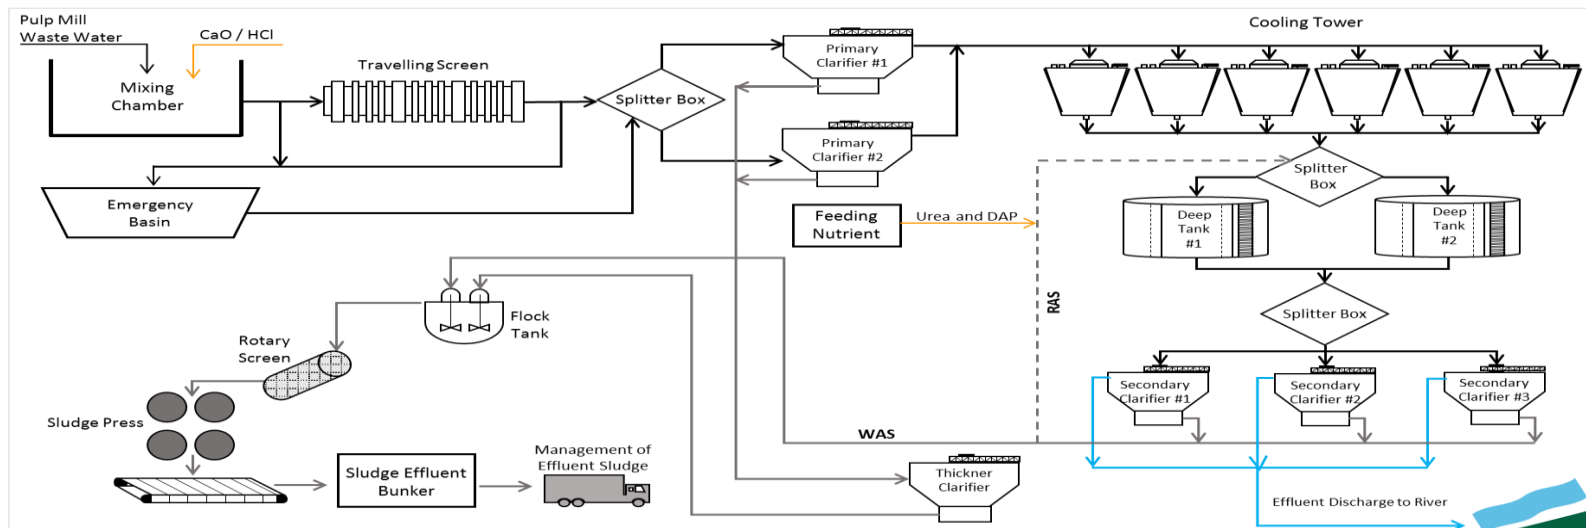 Pulp Mill
Waste Water
CaO / HCl
Mixing
Chamber
Travelling Screen
Splitter Box
Primary
Clarifier #1
Primary
Clarifier #2
Cooling Tower
Splitter
Box
Emergency
Basin
Feeding
Nutrient
Urea and DAP
Deep
Tank
#1
Deep
Tank
#2
RAS
Splitter Box
Flock
Tank
Rotary
Screen
Sludge Press
Secondary
Clarifier #1
Secondary
Clarifier #2
Secondary
Clarifier #3
WAS
Sludge Effluent
Bunker
Management of
Effluent Sludge
Thickner
Clarifier
Effluent Discharge to River